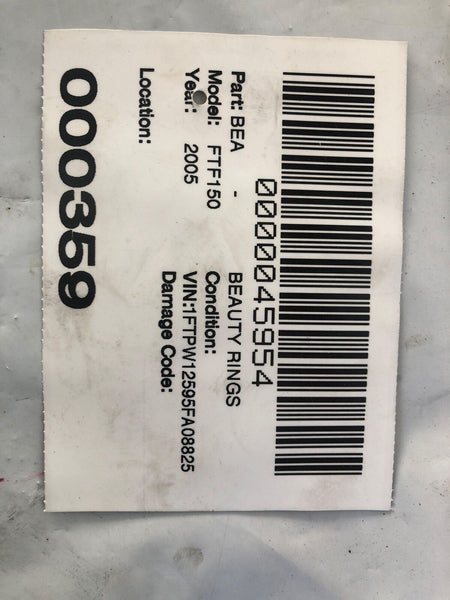 0000045954
Part: BEA - BEAUTY RINGS
Model: FTF150 Condition:
Year: 2005 VIN:1FTPW12595FA08825
Damage Code:
Location:
000359